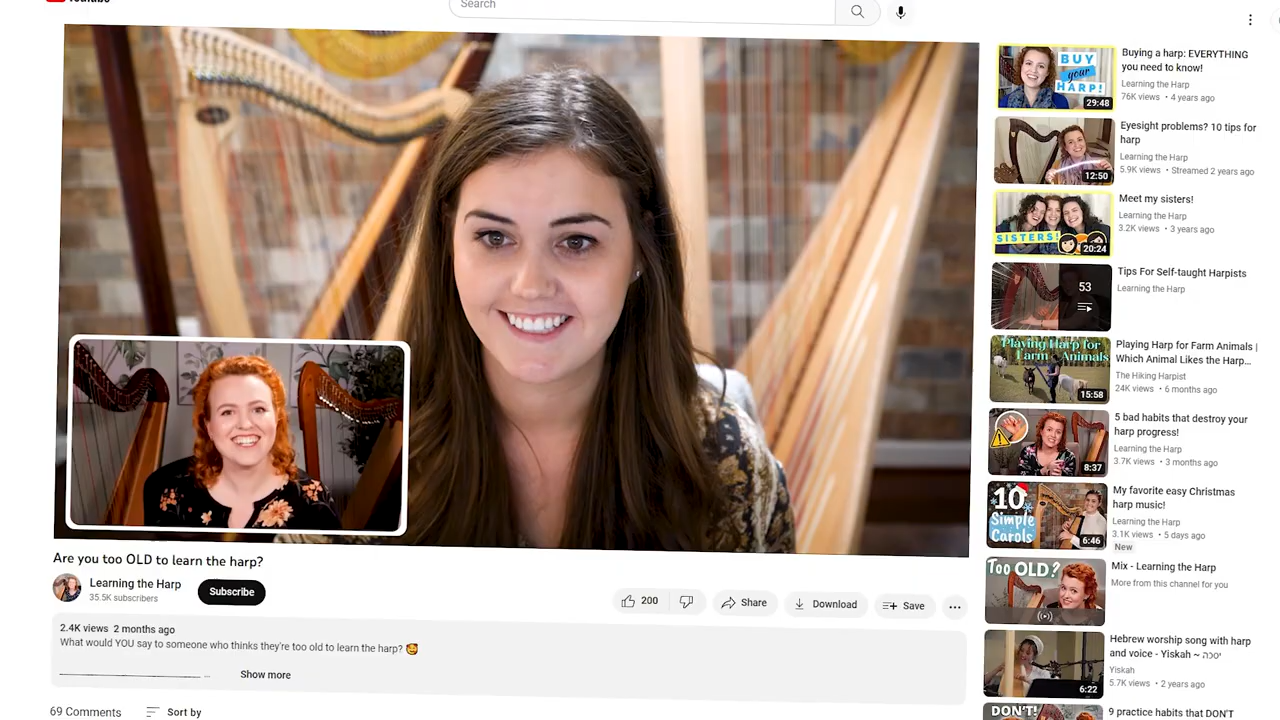 YouTube
Search
Are you too OLD to learn the harp?
Learning the Harp
35.5K subscribers
Subscribe
200
Share
Download
Save
2.4K views 2 months ago
What would YOU say to someone who thinks they're too old to learn the harp? 🥰
Show more
69 Comments
Sort by
BUY
your
HARP!
29:48
Buying a harp: EVERYTHING
you need to know!
Learning the Harp
76K views • 4 years ago
12:50
Eyesight problems? 10 tips for
harp
Learning the Harp
5.9K views • Streamed 2 years ago
SISTERS!
20:24
Meet my sisters!
Learning the Harp
3.2K views • 3 years ago
53
Tips For Self-taught Harpists
Learning the Harp
Playing Harp for
Farm Animals
15:58
Playing Harp for Farm Animals |
Which Animal Likes the Harp...
The Hiking Harpist
24K views • 6 months ago
8:37
5 bad habits that destroy your
harp progress!
Learning the Harp
3.7K views • 3 months ago
10
Simple
Carols
6:46
My favorite easy Christmas
harp music!
Learning the Harp
3.1K views • 5 days ago
New
TOO OLD?
Mix - Learning the Harp
More from this channel for you
6:22
Hebrew worship song with harp
and voice - Yiskah ~ יסכה
Yiskah
5.7K views • 2 years ago
DON'T!
9 practice habits that DON'T